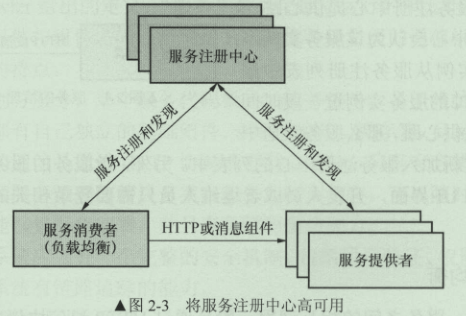 服务注册中心
服务注册和发现
服务注册和发现
服务消费者
(负载均衡)
HTTP或消息组件
服务提供者
▲图 2-3 将服务注册中心高可用